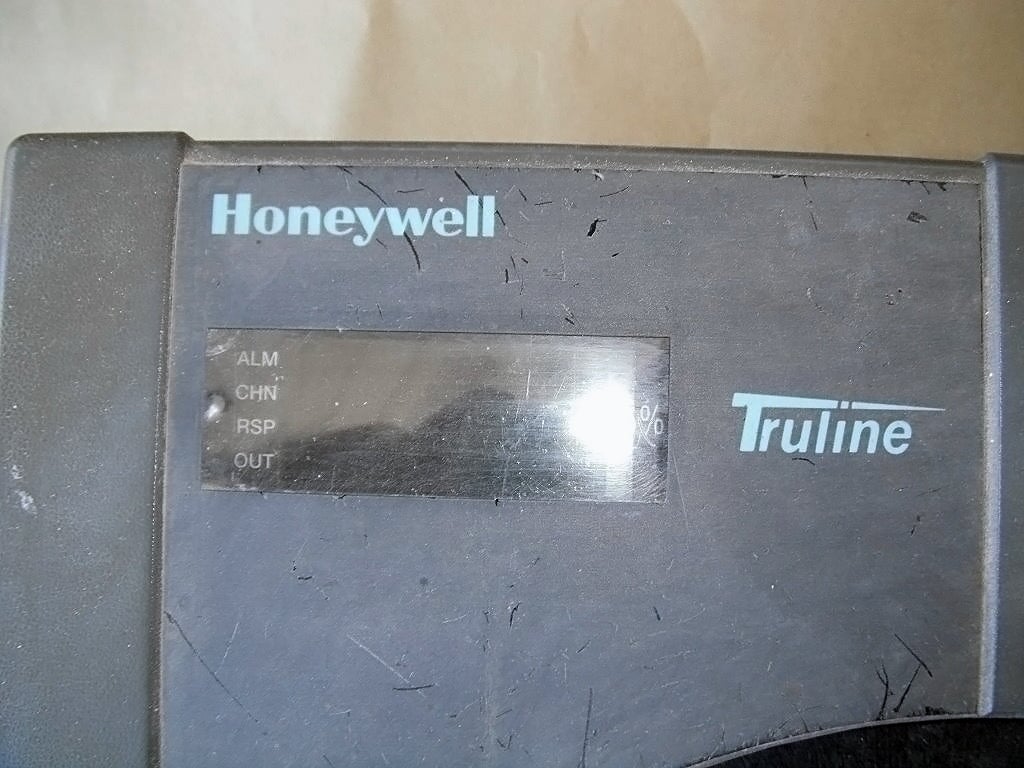 Honeywell
ALM
CHN
RSP
OUT
%
Truline